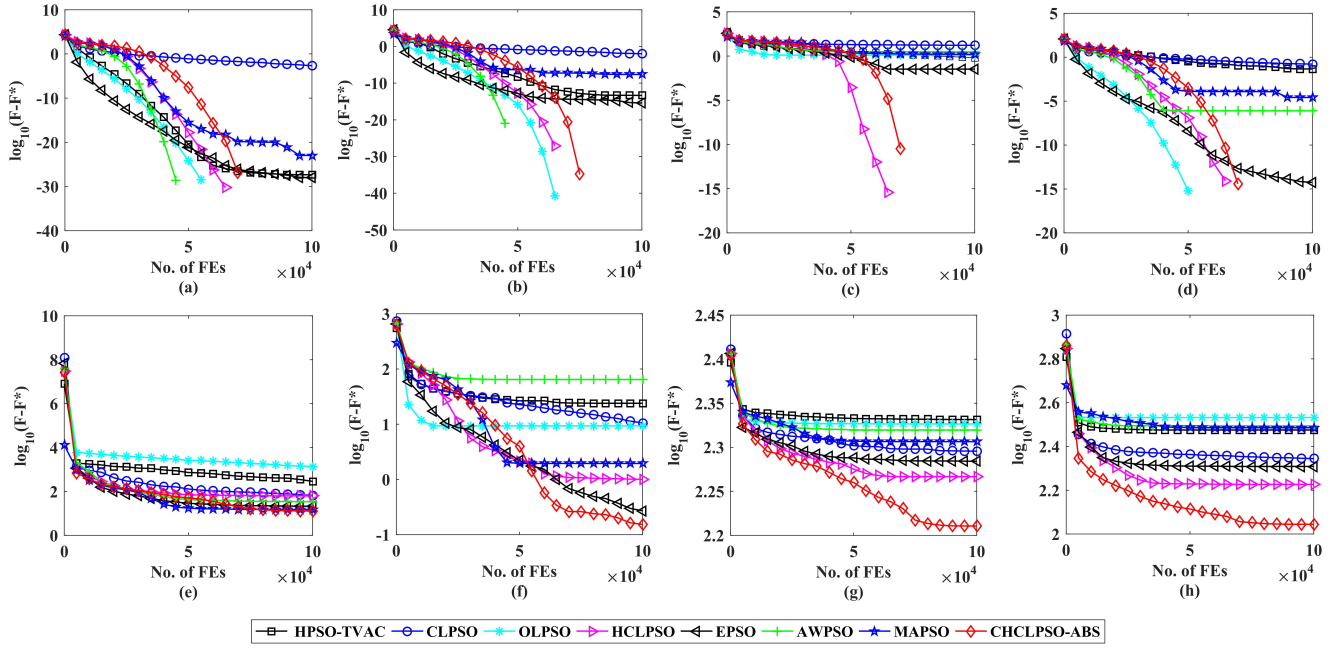 10
0
-10
-20
-30
-40
log10(F-F*)
0 5 10
No. of FEs ×10^4
(a)
10
0
-10
-20
-30
-40
-50
log10(F-F*)
0 5 10
No. of FEs ×10^4
(b)
5
0
-5
-10
-15
-20
log10(F-F*)
0 5 10
No. of FEs ×10^4
(c)
5
0
-5
-10
-15
-20
log10(F-F*)
0 5 10
No. of FEs ×10^4
(d)
10
8
6
4
2
0
log10(F-F*)
0 5 10
No. of FEs ×10^4
(e)
3
2
1
0
-1
log10(F-F*)
0 5 10
No. of FEs ×10^4
(f)
2.45
2.4
2.35
2.3
2.25
2.2
log10(F-F*)
0 5 10
No. of FEs ×10^4
(g)
3
2.8
2.6
2.4
2.2
2
log10(F-F*)
0 5 10
No. of FEs ×10^4
(h)
HPSO-TVAC CLPSO OLPSO HCLPSO EPSO AWPSO MAPSO CHCLPSO-ABS